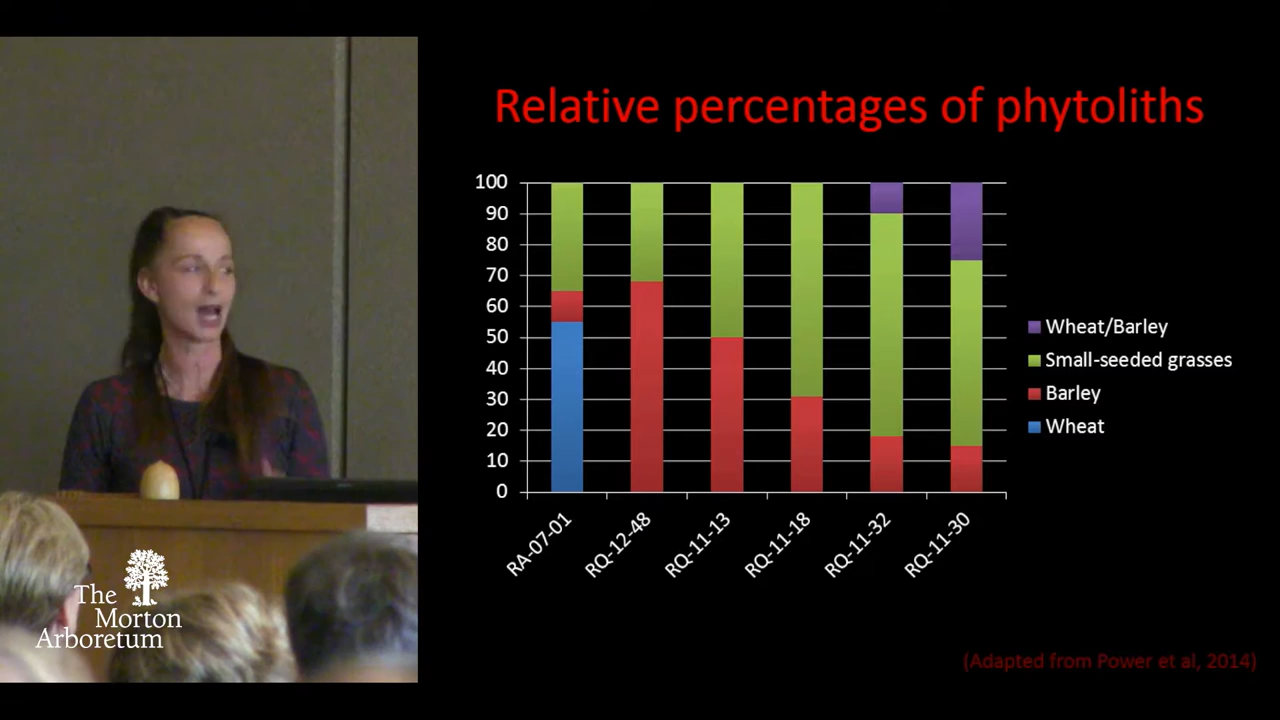 Relative percentages of phytoliths
100
90
80
70
60
50
40
30
20
10
0
RA-07-01
RQ-12-48
RQ-11-13
RQ-11-18
RQ-11-32
RQ-11-30
Wheat/Barley
Small-seeded grasses
Barley
Wheat
(Adapted from Power et al, 2014)
The
Morton
Arboretum